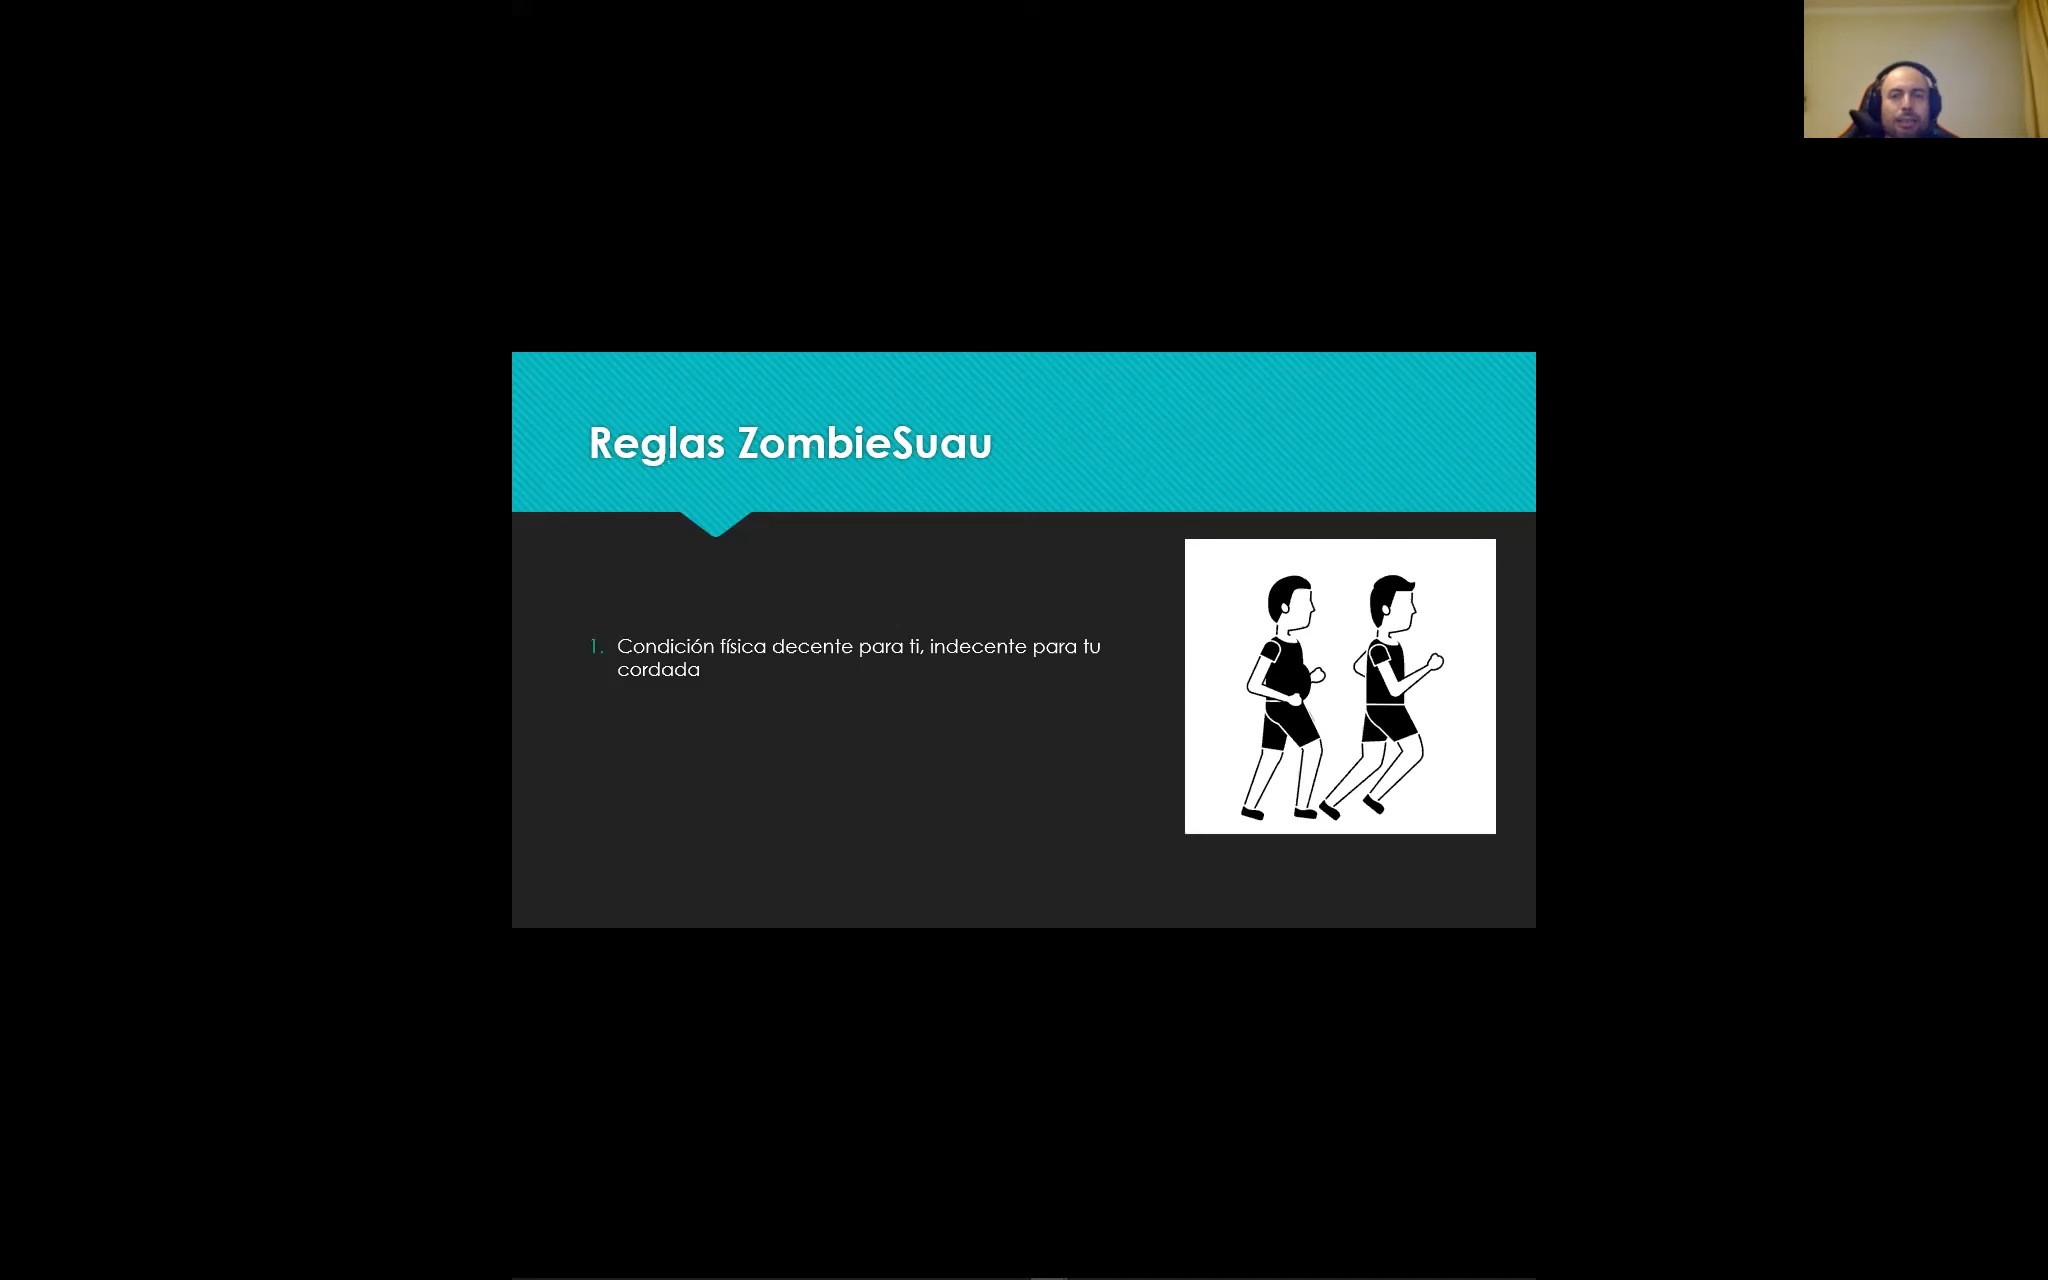 Reglas ZombieSuau
1. Condición física decente para ti, indecente para tu
cordada